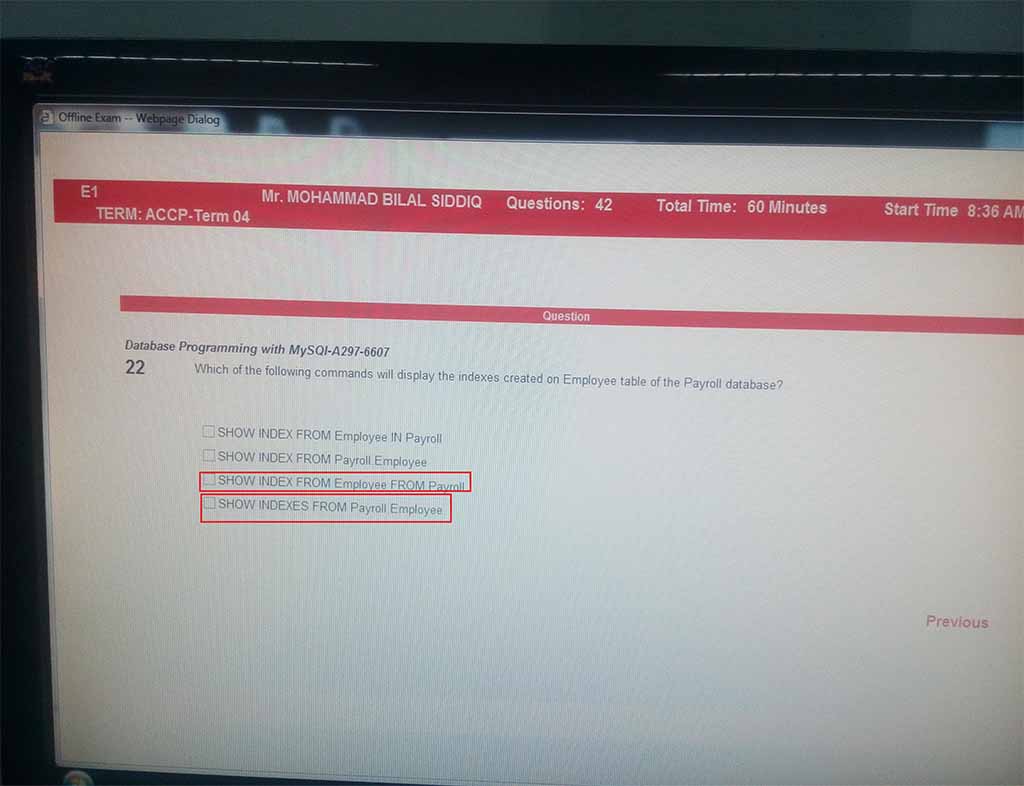 Offline Exam -- Webpage Dialog
E1 Mr. MOHAMMAD BILAL SIDDIQ Questions: 42 Total Time: 60 Minutes Start Time 8:36 AM
TERM: ACCP-Term 04
Question
Database Programming with MySQl-A297-6607
22 Which of the following commands will display the indexes created on Employee table of the Payroll database?
SHOW INDEX FROM Employee IN Payroll
SHOW INDEX FROM Payroll.Employee
SHOW INDEX FROM Employee FROM Payroll
SHOW INDEXES FROM Payroll.Employee
Previous